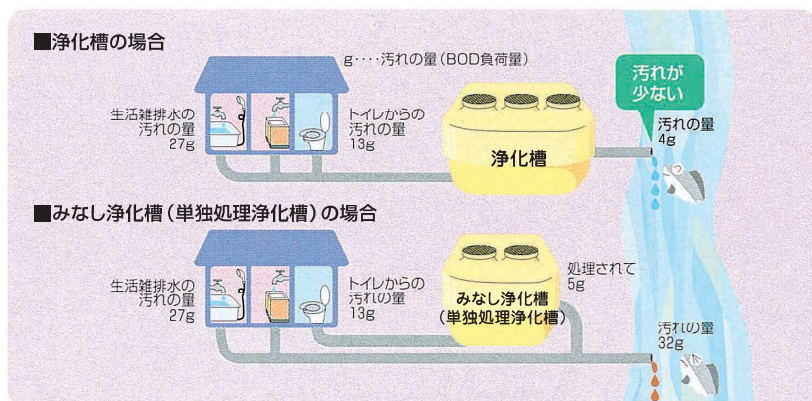 ■浄化槽の場合
g‥‥汚れの量(BOD負荷量)
生活雑排水の
汚れの量
27g
トイレからの
汚れの量
13g
浄化槽
汚れが
少ない
汚れの量
4g
■みなし浄化槽(単独処理浄化槽)の場合
生活雑排水の
汚れの量
27g
トイレからの
汚れの量
13g
みなし浄化槽
(単独処理浄化槽)
処理されて
5g
汚れの量
32g